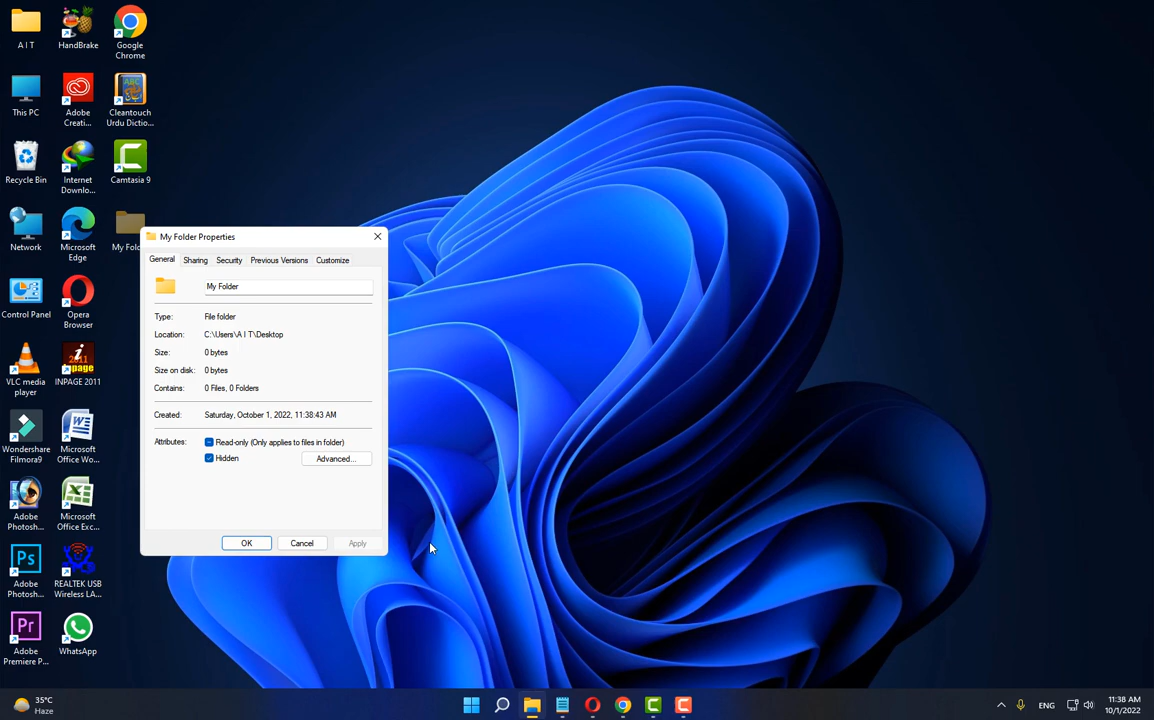 A I T
HandBrake
Google
Chrome
This PC
Adobe
Creati...
Cleantouch
Urdu Dictio...
Recycle Bin
Internet
Downlo...
Camtasia 9
Network
Microsoft
Edge
My Fol
Control Panel
Opera
Browser
VLC media
player
INPAGE 2011
Wondershare
Filmora9
Microsoft
Office Wo...
Adobe
Photosh...
Microsoft
Office Exc...
Adobe
Photosh...
REALTEK USB
Wireless LA...
Adobe
Premiere P...
WhatsApp
My Folder Properties
General Sharing Security Previous Versions Customize
My Folder
Type: File folder
Location: C:\Users\A I T\Desktop
Size: 0 bytes
Size on disk: 0 bytes
Contains: 0 Files, 0 Folders
Created: Saturday, October 1, 2022, 11:38:43 AM
Attributes: Read-only (Only applies to files in folder)
Hidden Advanced...
OK Cancel Apply
35°C
Haze
ENG
11:38 AM
10/1/2022